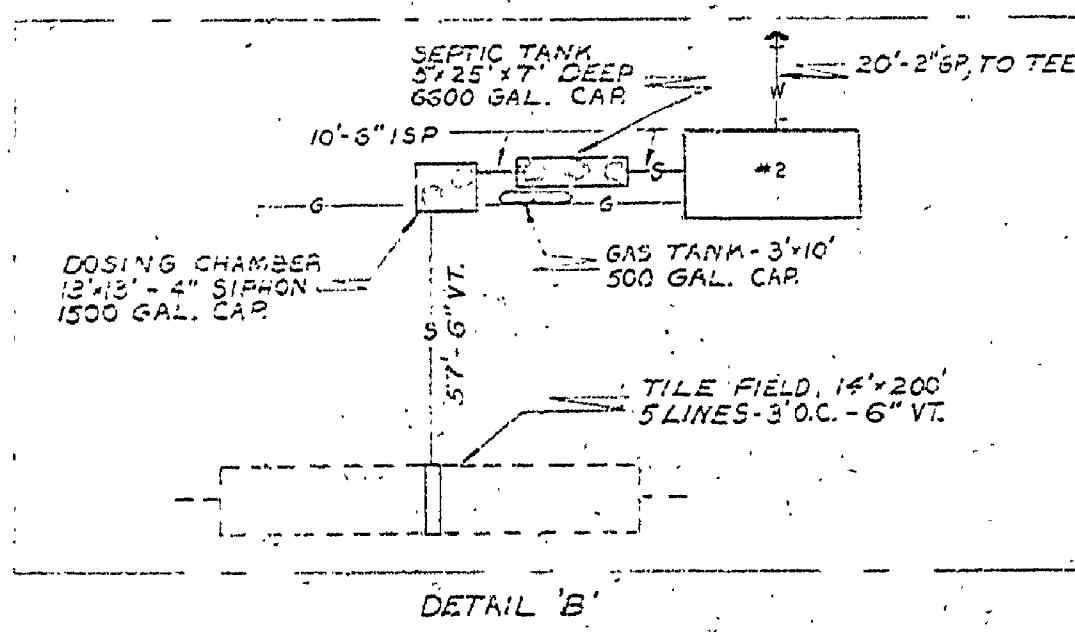 SEPTIC TANK
5'x25'x7' DEEP
6600 GAL. CAP.
20'-2" GP, TO TEE
W
10'-6" ISP
S
#2
G
G
DOSING CHAMBER
13'x13'-4" SIPHON
1500 GAL. CAP.
GAS TANK-3'x10'
500 GAL. CAP.
S
57'-6" VT.
TILE FIELD, 14'x200'
5 LINES-3' O.C.-6" VT.
DETAIL 'B'